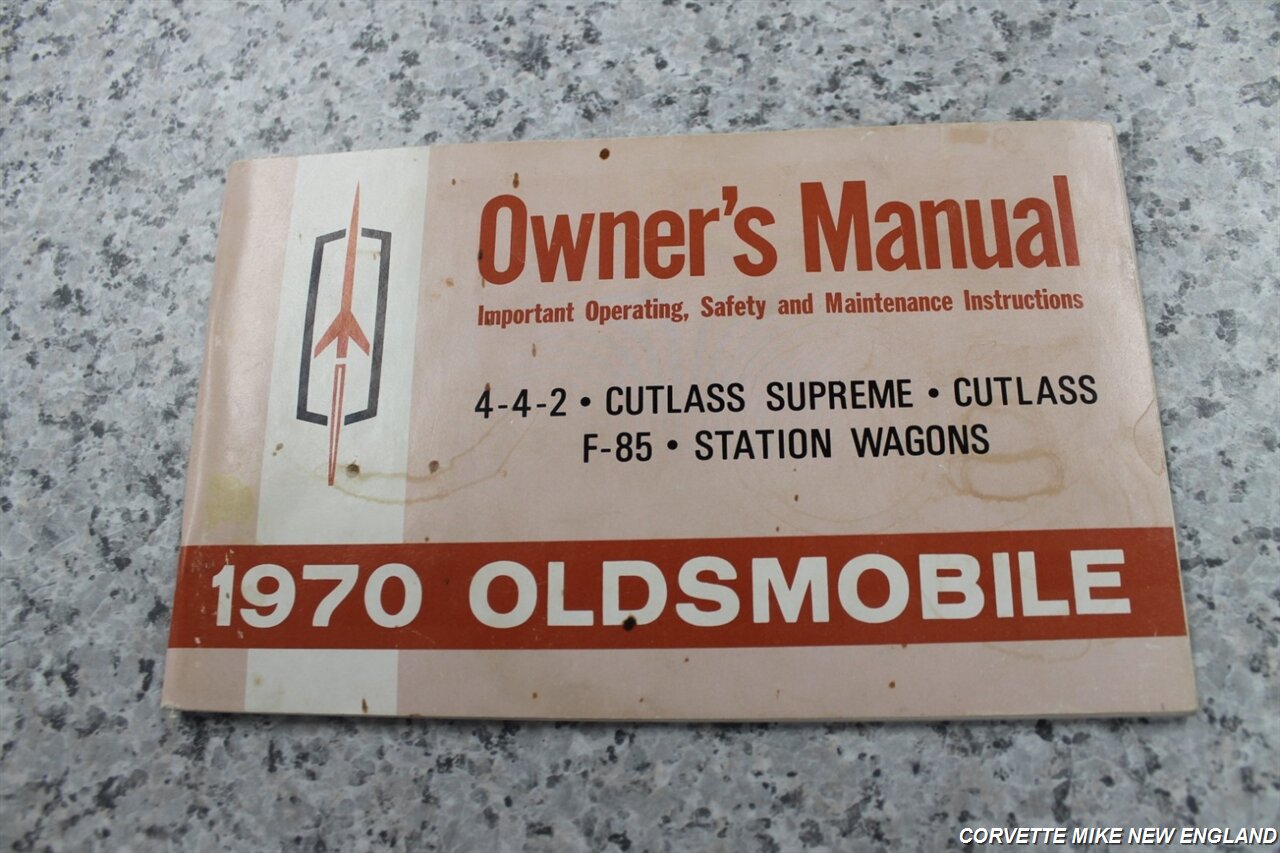 Owner's Manual
Important Operating, Safety and Maintenance Instructions
4-4-2 • CUTLASS SUPREME • CUTLASS
F-85 • STATION WAGONS
1970 OLDSMOBILE
CORVETTE MIKE NEW ENGLAND